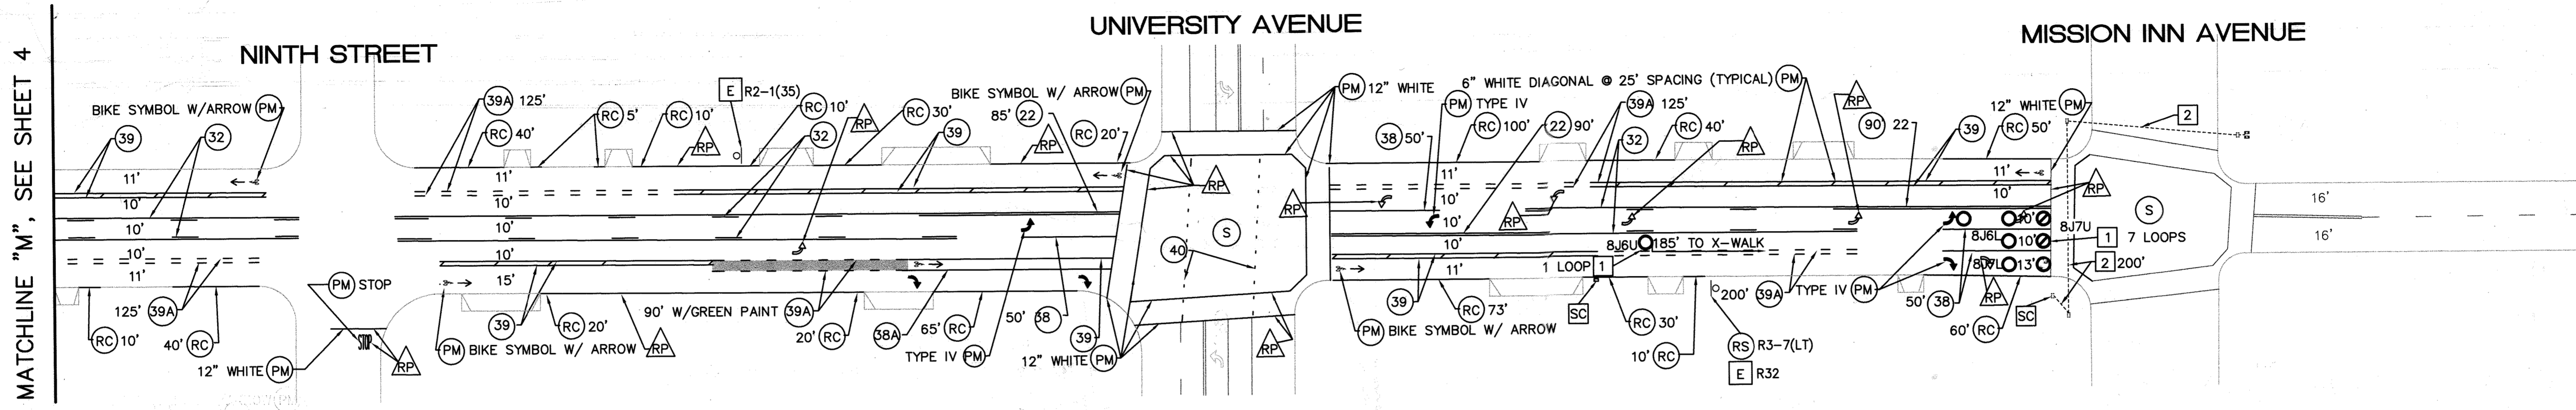 UNIVERSITY AVENUE
MISSION INN AVENUE
NINTH STREET
MATCHLINE "M", SEE SHEET 4
BIKE SYMBOL W/ARROW PM
39
32
11'
10'
10'
10'
11'
RC 10'
125' 39A
40' RC
PM STOP
STOP
12" WHITE PM
RP
39A 125'
RC 40'
RC 5'
RC 10'
RP
E R2-1(35)
RC 10'
32
RP
RC 30'
39
BIKE SYMBOL W/ ARROW PM
85' 22
RP
RC 20'
11'
10'
10'
10'
15'
PM BIKE SYMBOL W/ ARROW
39
RC 20'
RP
90' W/GREEN PAINT 39A
20' RC
38A
65' RC
TYPE IV PM
50' 38
39
12" WHITE PM
RP
S
40
RP
RP
PM 12" WHITE
6" WHITE DIAGONAL @ 25' SPACING (TYPICAL) PM
PM TYPE IV
38 50'
RC 100'
22 90'
39A 125'
32
RC 40'
RP
RP
90' 22
39
RC 50'
12" WHITE PM
2
11'
10'
10'
10'
11'
RP
PM BIKE SYMBOL W/ ARROW
39
RC 73'
1 LOOP 1
8J6U
185' TO X-WALK
SC
RC 30'
10' RC
200'
RS R3-7(LT)
E R32
39A
TYPE IV PM
50' 38
RP
60' RC
SC
11'
10'
10'
8J6L
10'
8J7L
13'
8J7U
RP
1 7 LOOPS
2 200'
S
16'
16'